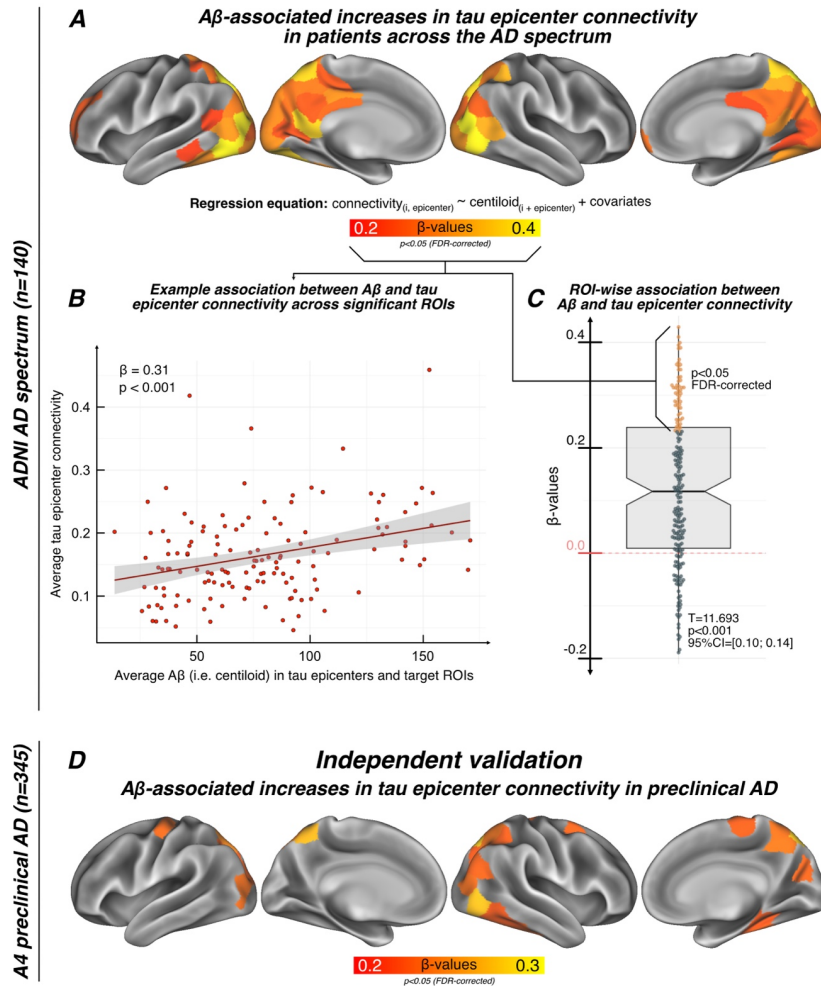 A
Aβ-associated increases in tau epicenter connectivity
in patients across the AD spectrum
Regression equation: connectivity(i, epicenter) ~ centiloid(i + epicenter) + covariates
0.2 β-values 0.4
p<0.05 (FDR-corrected)
ADNI AD spectrum (n=140)
B
Example association between Aβ and tau
epicenter connectivity across significant ROIs
β = 0.31
p < 0.001
Average tau epicenter connectivity
0.4
0.3
0.2
0.1
50 100 150
Average Aβ (i.e. centiloid) in tau epicenters and target ROIs
C
ROI-wise association between
Aβ and tau epicenter connectivity
β-values
0.4
0.2
0.0
-0.2
p<0.05
FDR-corrected
T=11.693
p<0.001
95%CI=[0.10; 0.14]
A4 preclinical AD (n=345)
D
Independent validation
Aβ-associated increases in tau epicenter connectivity in preclinical AD
0.2 β-values 0.3
p<0.05 (FDR-corrected)